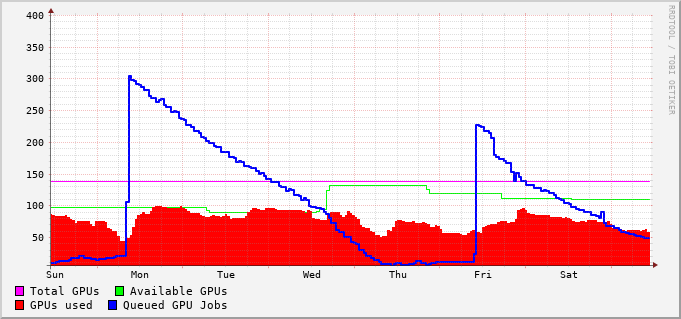 400
350
300
250
200
150
100
50
Sun Mon Tue Wed Thu Fri Sat
Total GPUs Available GPUs
GPUs used Queued GPU Jobs
RRDTOOL / TOBI OETIKER